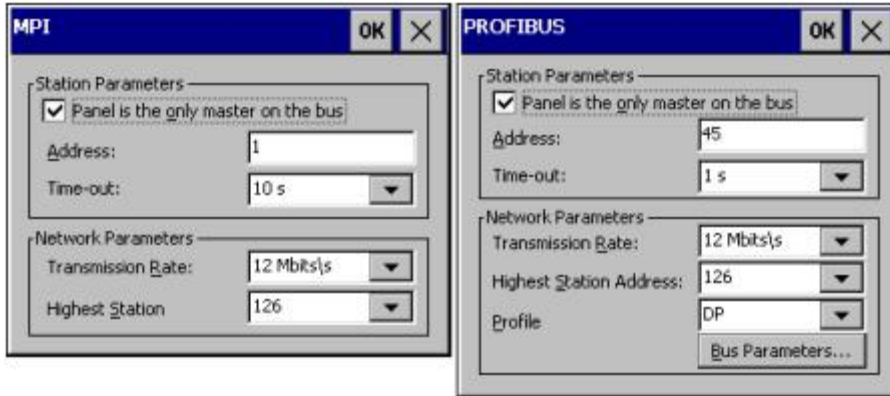 MPI OK
Station Parameters
Panel is the only master on the bus
Address: 1
Time-out: 10 s
Network Parameters
Transmission Rate: 12 Mbits\s
Highest Station 126
PROFIBUS OK
Station Parameters
Panel is the only master on the bus
Address: 45
Time-out: 1 s
Network Parameters
Transmission Rate: 12 Mbits\s
Highest Station Address: 126
Profile DP
Bus Parameters...